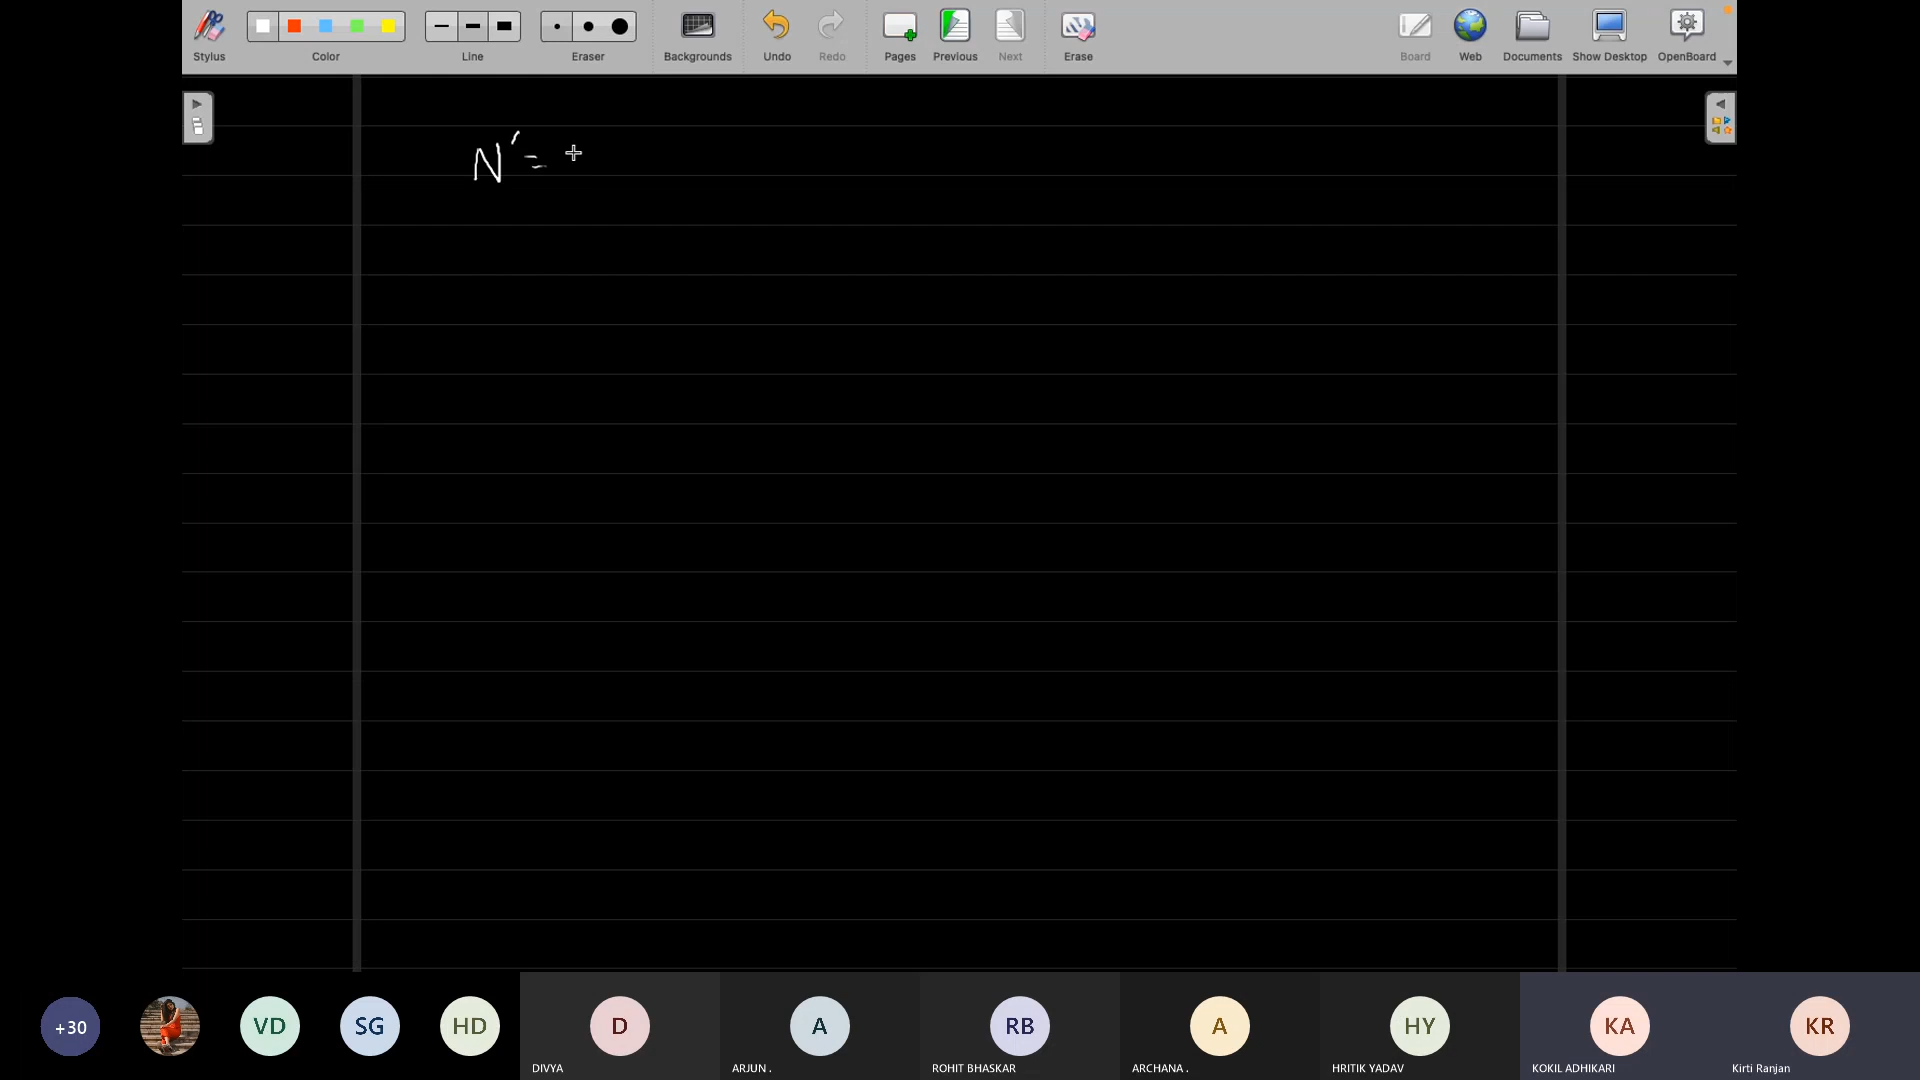 Stylus Color Line Eraser Backgrounds Undo Redo Pages Previous Next Erase Board Web Documents Show Desktop OpenBoard
N′ =
+30 VD SG HD D A RB A HY KA KR
DIVYA ARJUN . ROHIT BHASKAR ARCHANA . HRITIK YADAV KOKIL ADHIKARI Kirti Ranjan